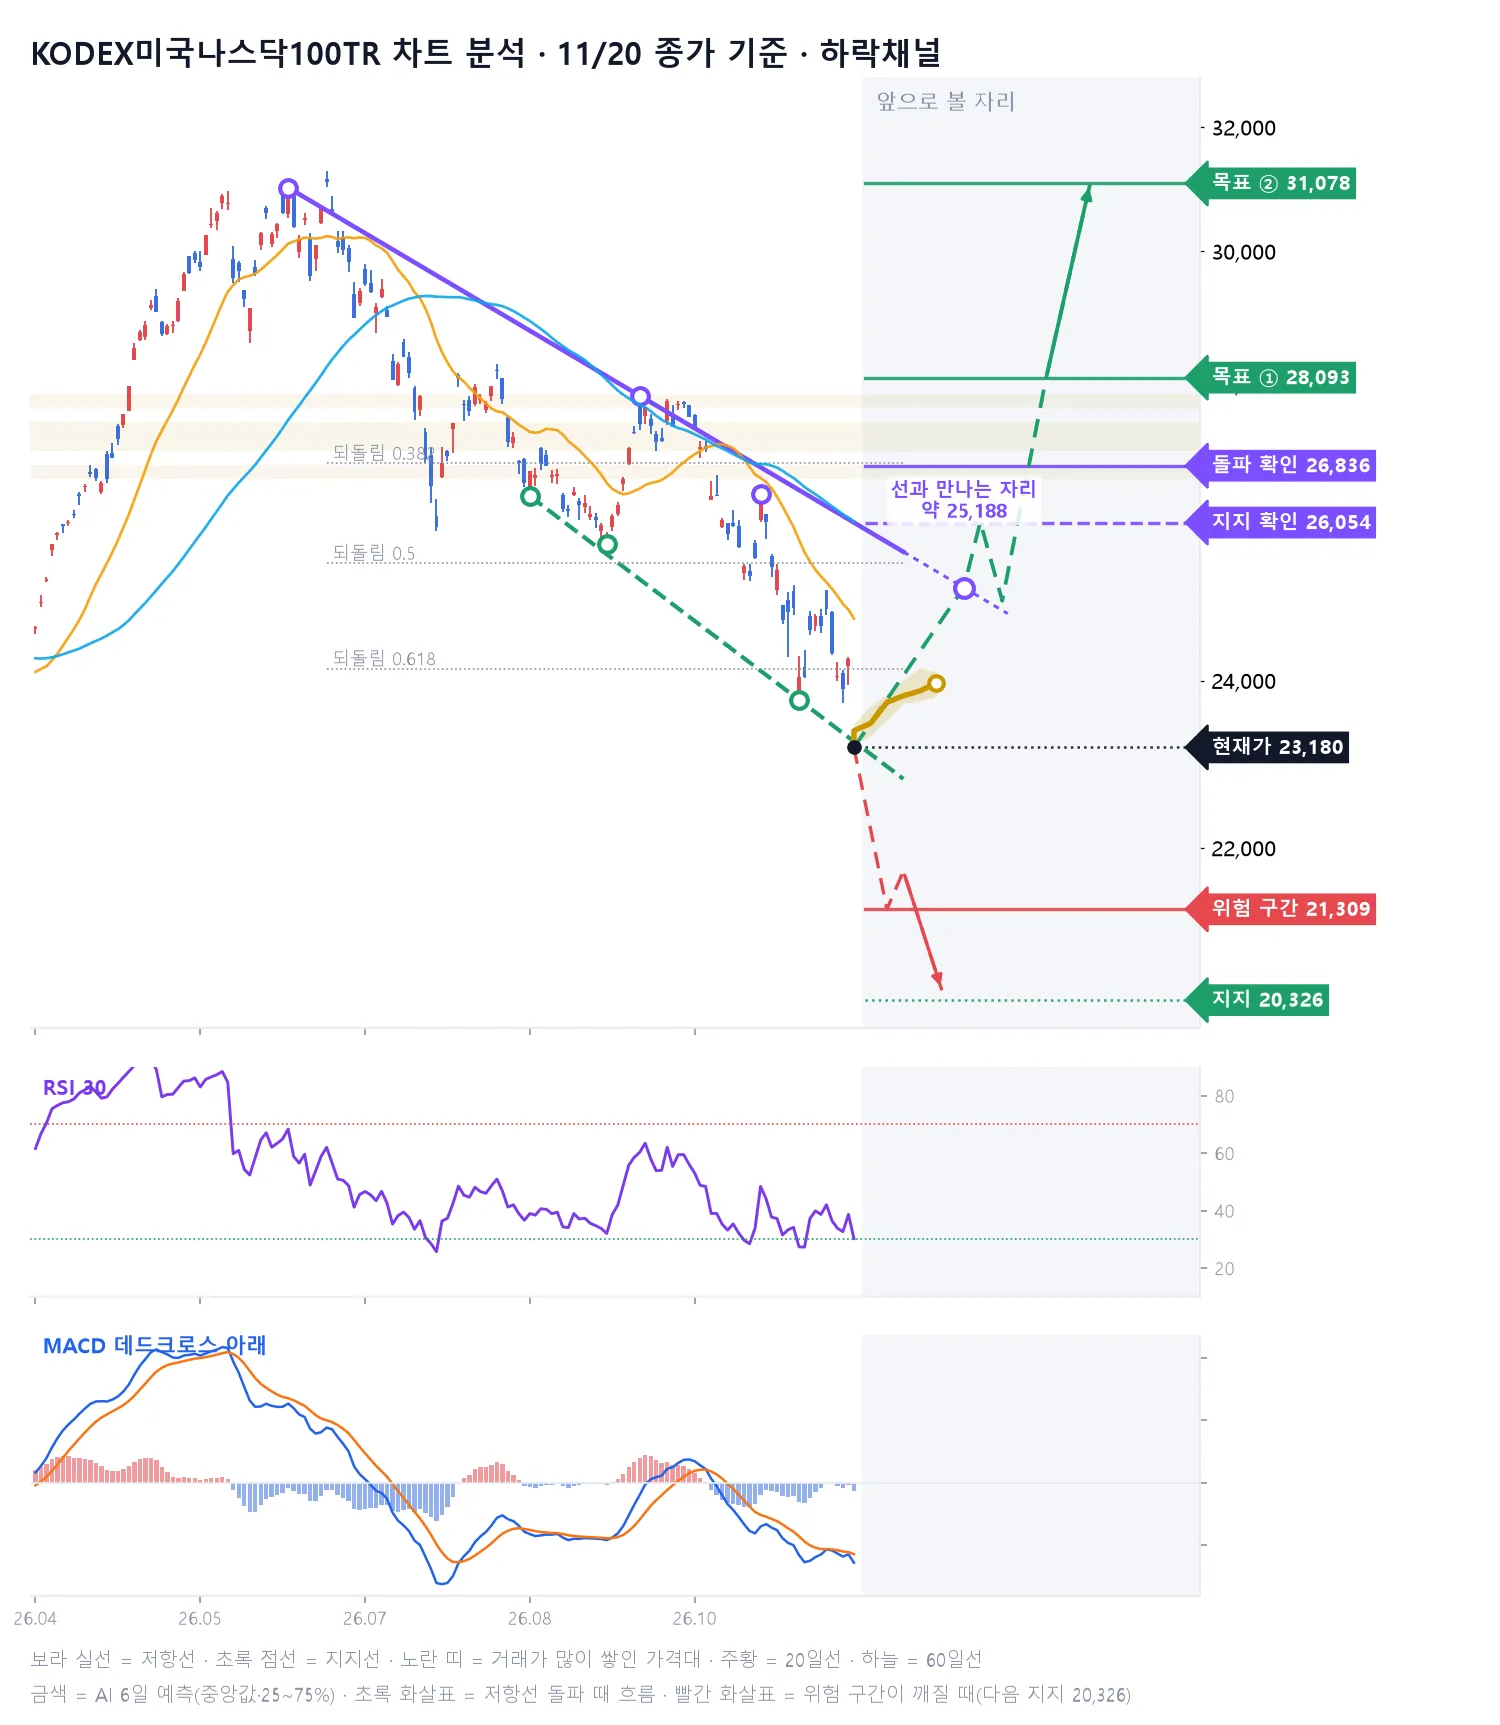 KODEX미국나스닥100TR 차트 분석 · 11/20 종가 기준 · 하락채널
앞으로 볼 자리
32,000
목표 ② 31,078
30,000
목표 ① 28,093
되돌림 0.382
돌파 확인 26,836
선과 만나는 자리
약 25,188
지지 확인 26,054
되돌림 0.5
되돌림 0.618
24,000
현재가 23,180
22,000
위험 구간 21,309
지지 20,326
RSI 30
80
60
40
20
MACD 데드크로스 아래
26.04 26.05 26.07 26.08 26.10
보라 실선 = 저항선 · 초록 점선 = 지지선 · 노란 띠 = 거래가 많이 쌓인 가격대 · 주황 = 20일선 · 하늘 = 60일선
금색 = AI 6일 예측(중앙값·25~75%) · 초록 화살표 = 저항선 돌파 때 흐름 · 빨간 화살표 = 위험 구간이 깨질 때(다음 지지 20,326)